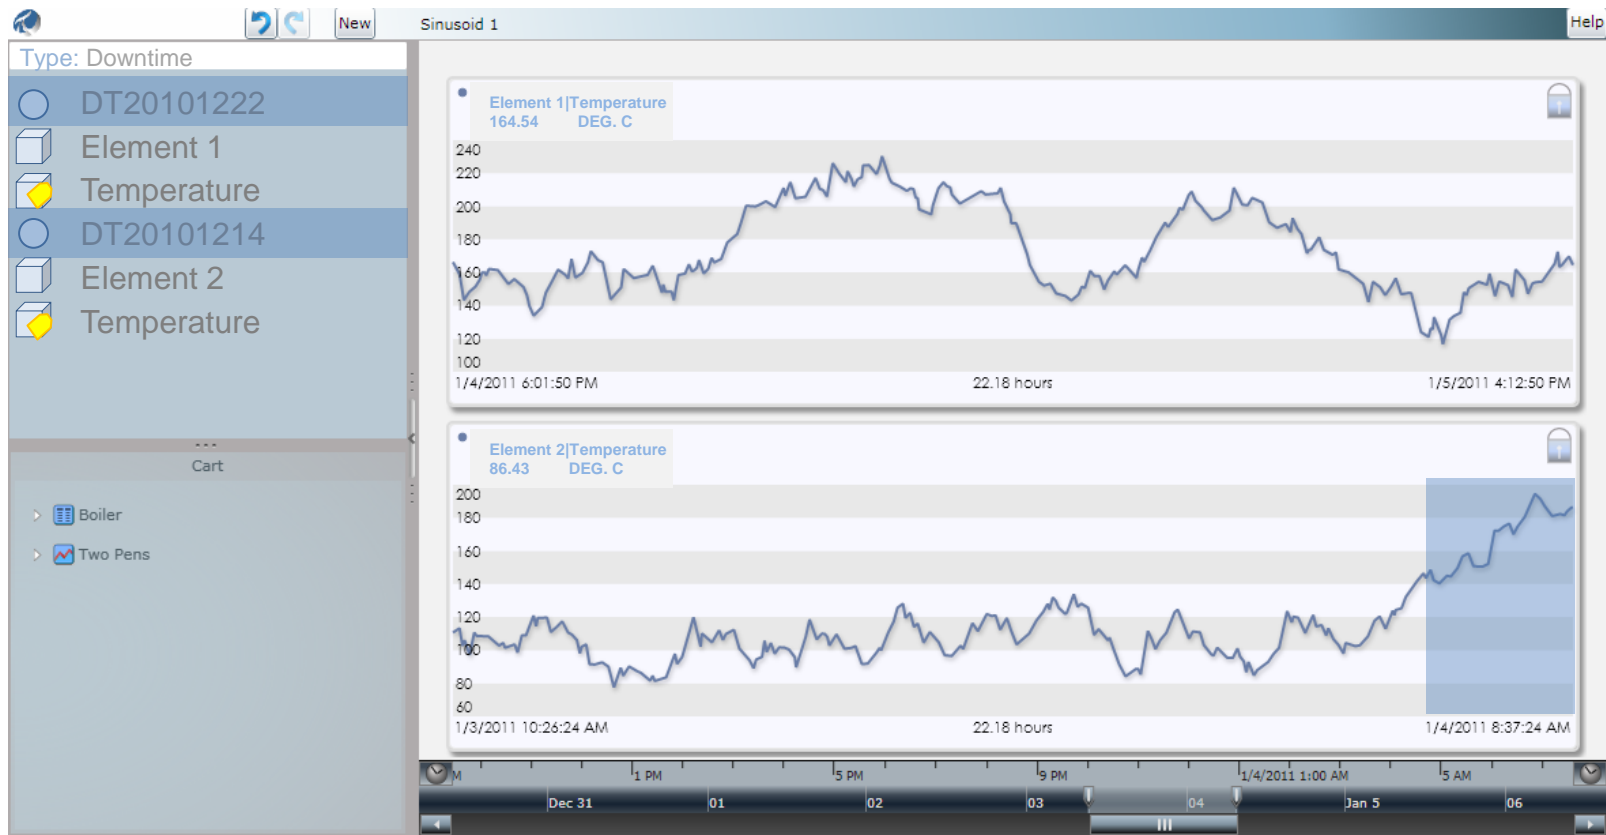 New
Sinusoid 1
Help
Type: Downtime
DT20101222
Element 1
Temperature
DT20101214
Element 2
Temperature
Cart
Boiler
Two Pens
Element 1|Temperature
164.54 DEG. C
240
220
200
180
160
140
120
100
1/4/2011 6:01:50 PM 22.18 hours 1/5/2011 4:12:50 PM
Element 2|Temperature
86.43 DEG. C
200
180
160
140
120
100
80
60
1/3/2011 10:26:24 AM 22.18 hours 1/4/2011 8:37:24 AM
M 1 PM 5 PM 9 PM 1/4/2011 1:00 AM 5 AM
Dec 31 01 02 03 04 Jan 5 06